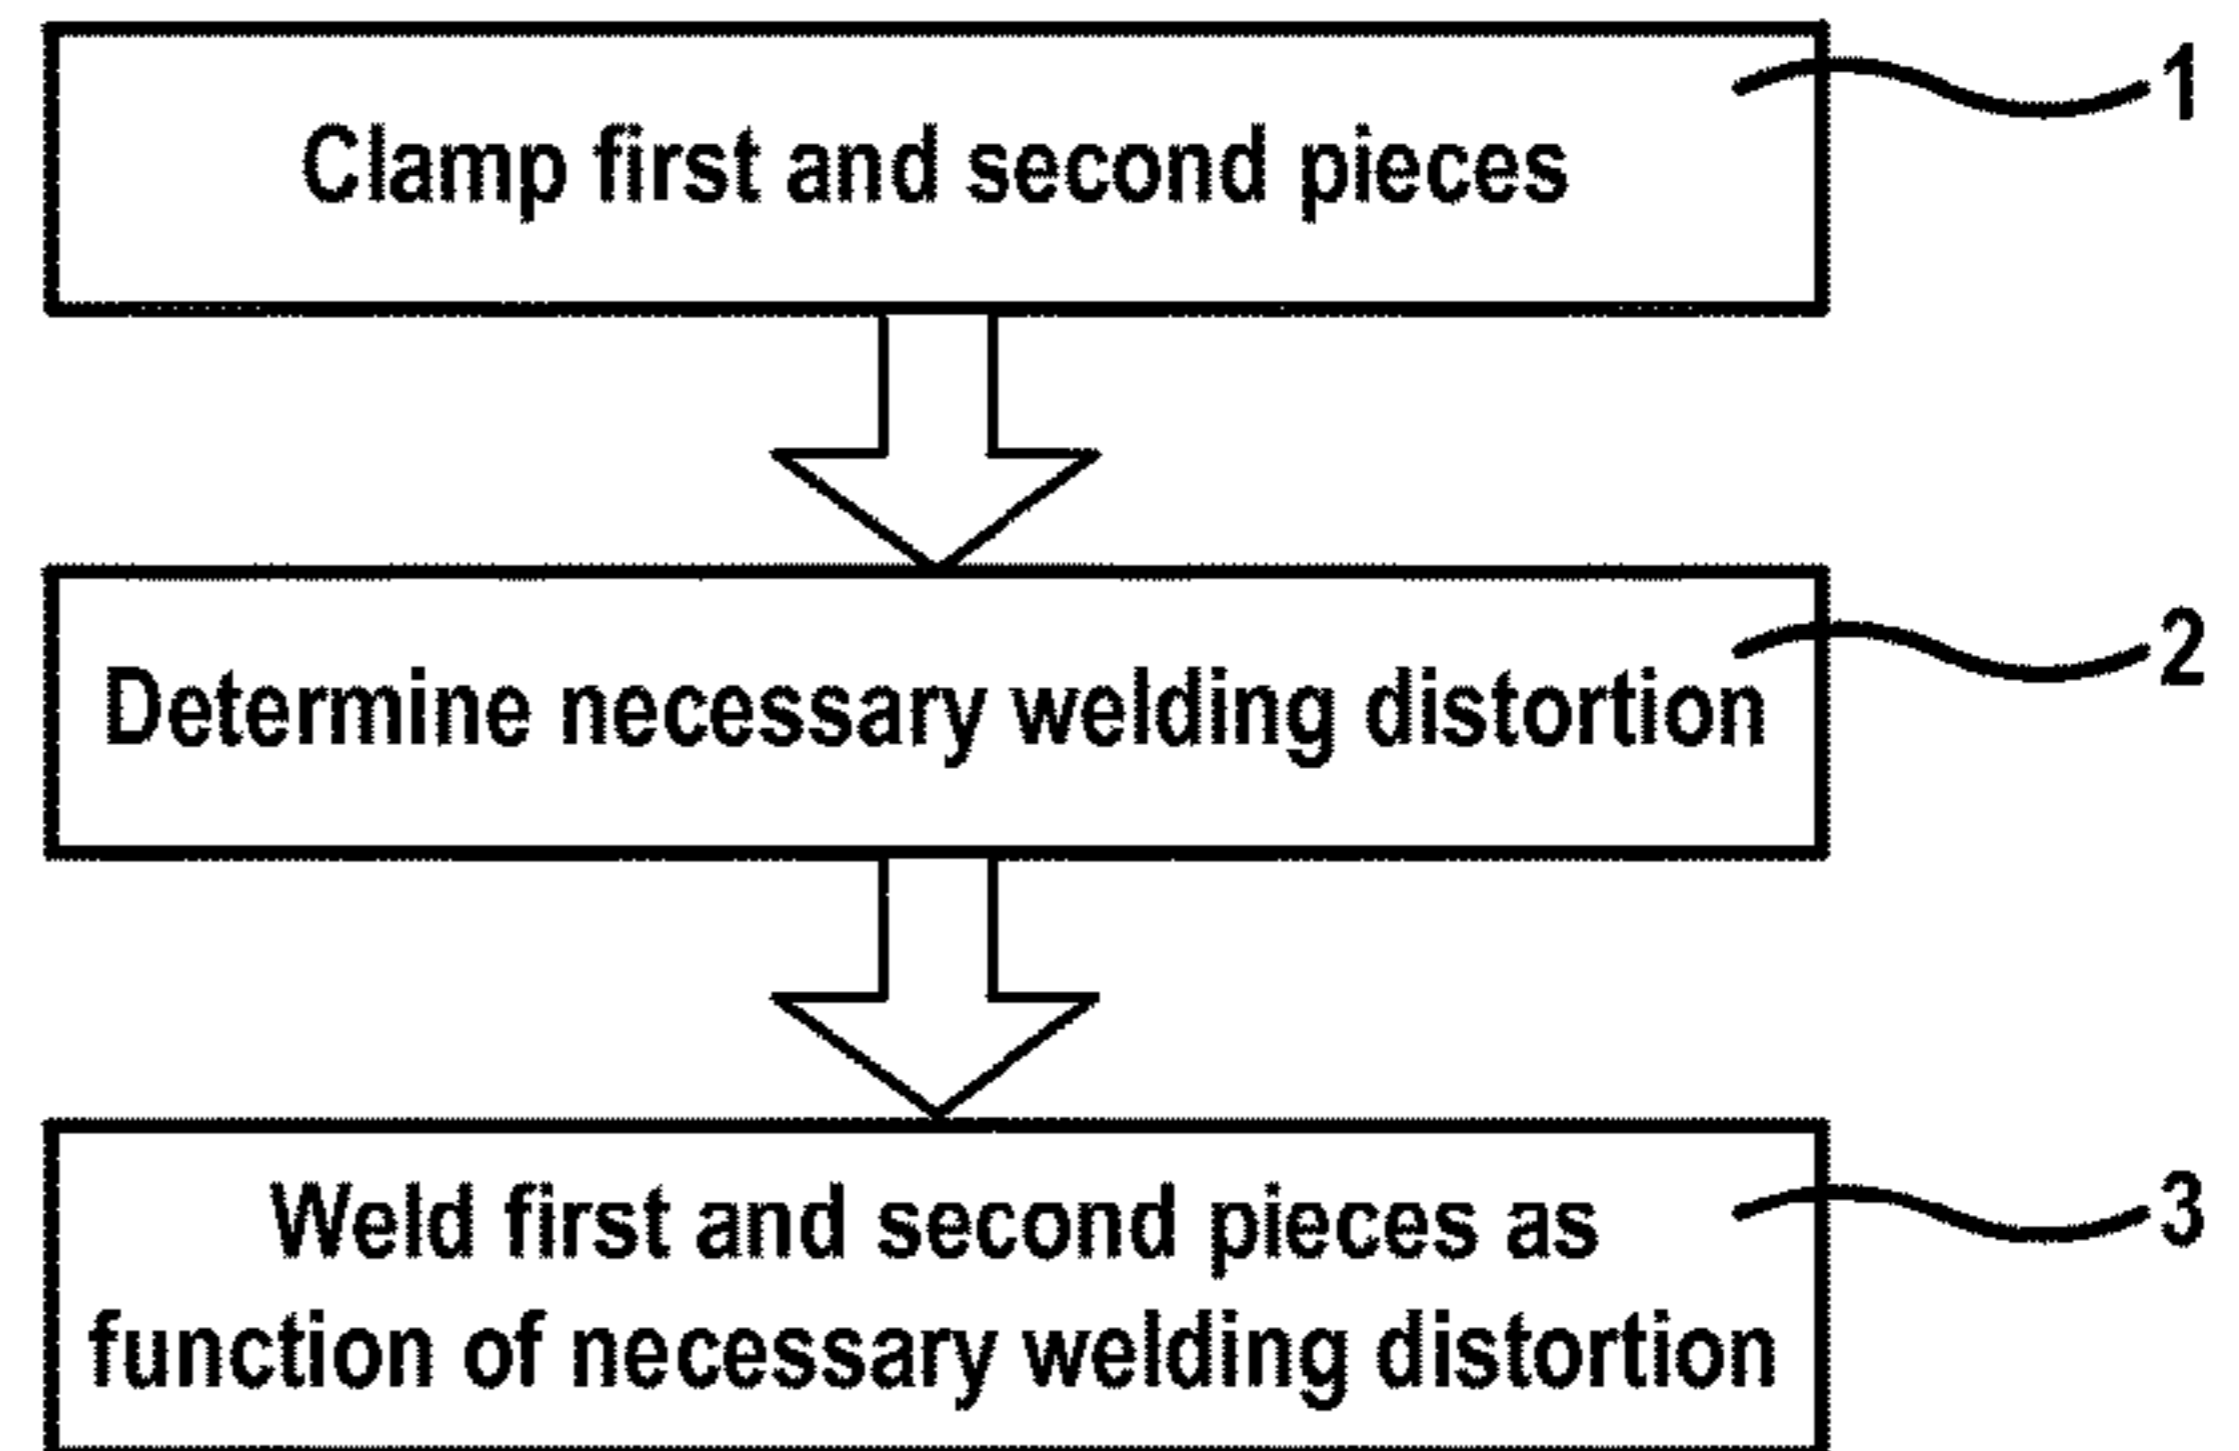 Clamp first and second pieces
1
Determine necessary welding distortion
2
Weld first and second pieces as
function of necessary welding distortion
3